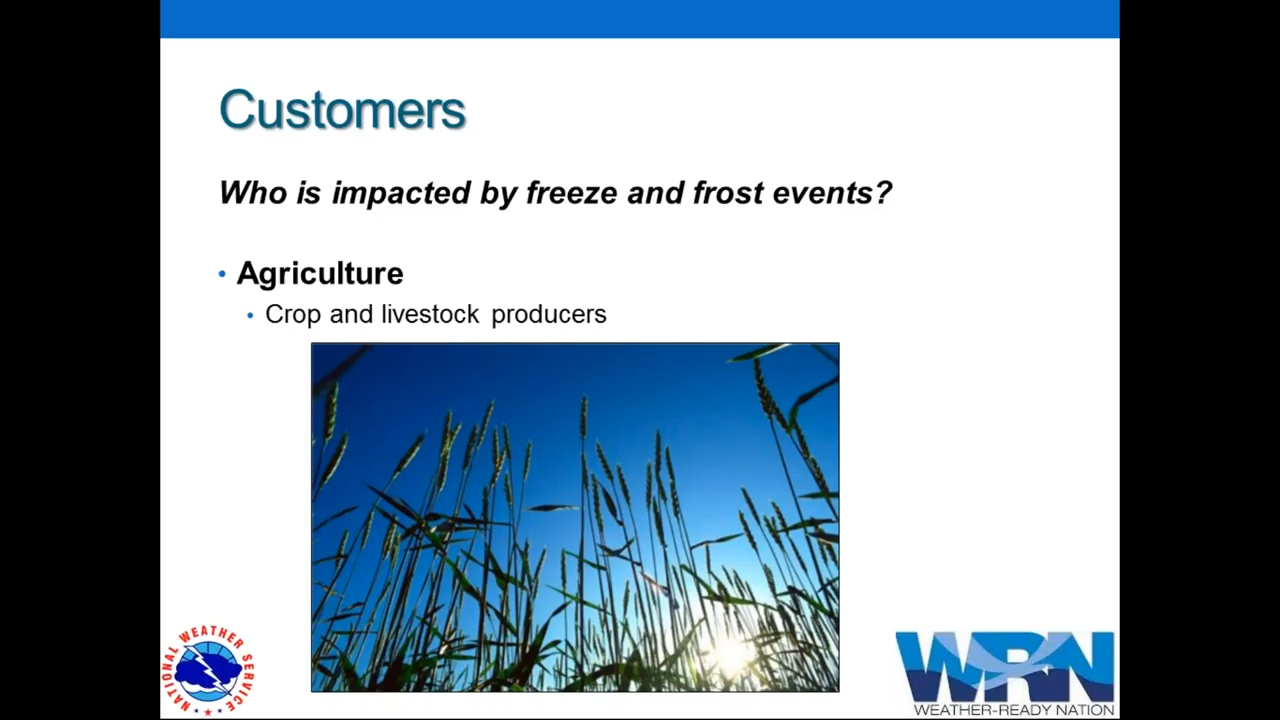 Customers
Who is impacted by freeze and frost events?
• Agriculture
• Crop and livestock producers
NATIONAL WEATHER SERVICE
WRN
WEATHER-READY NATION